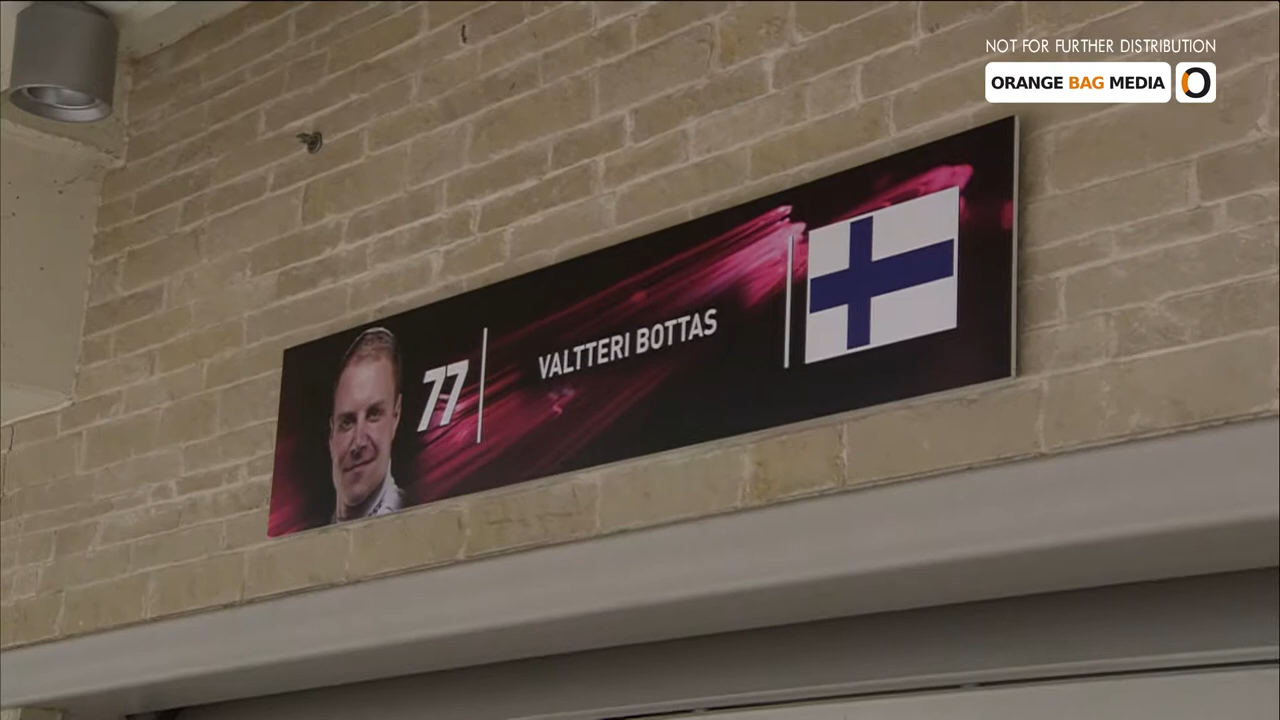 NOT FOR FURTHER DISTRIBUTION
ORANGE BAG MEDIA
77
VALTTERI BOTTAS